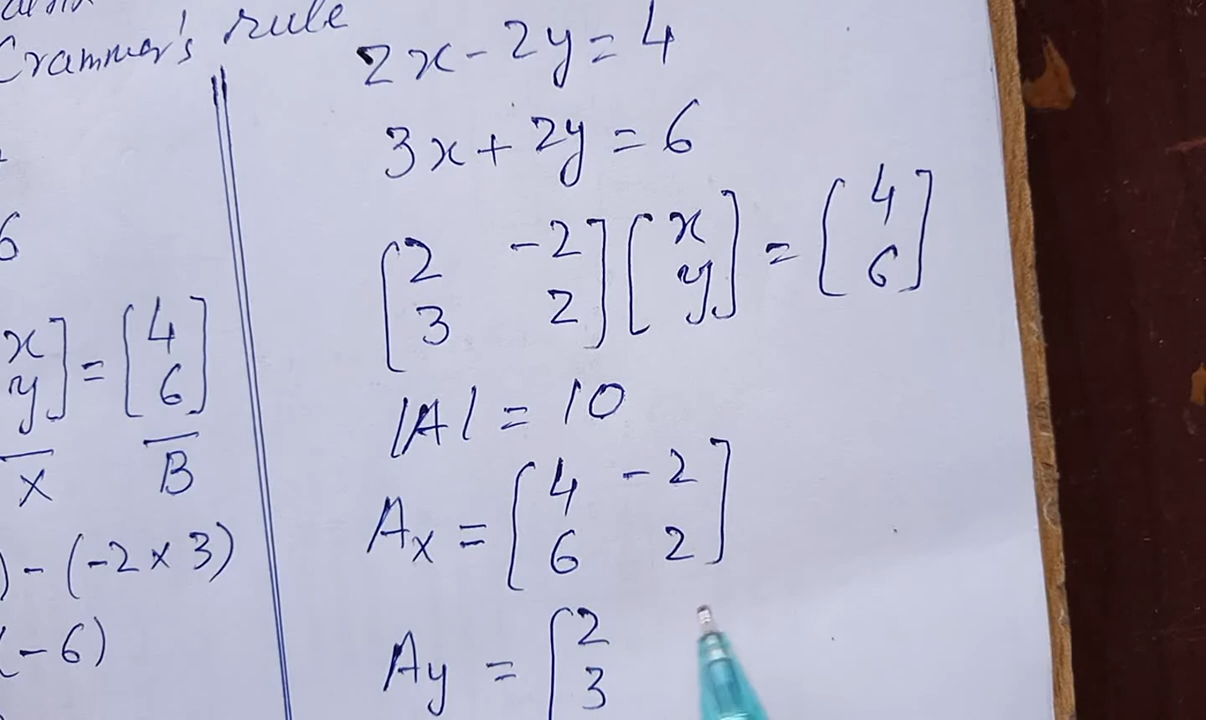 Crammer's rule
6
[x y] = [4 6]
X B
) - (-2 × 3)
(-6)
2x - 2y = 4
3x + 2y = 6
[2 -2
3 2] [x
y] = [4
6]
|A| = 10
Ax = [4 -2
6 2]
Ay = [2
3